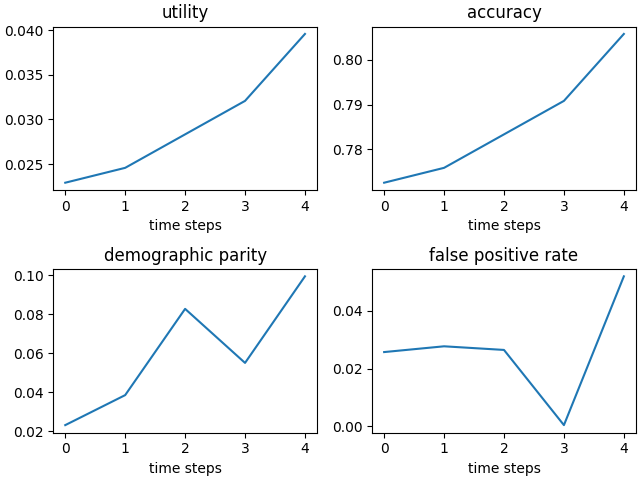 utility
0.040
0.035
0.030
0.025
0 1 2 3 4
time steps
accuracy
0.80
0.79
0.78
0 1 2 3 4
time steps
demographic parity
0.10
0.08
0.06
0.04
0.02
0 1 2 3 4
time steps
false positive rate
0.04
0.02
0.00
0 1 2 3 4
time steps